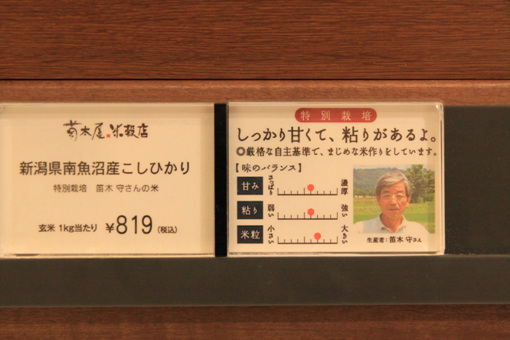 菊太屋米穀店
新潟県南魚沼産こしひかり
特別栽培 笛木 守さんの米
玄米 1kg当たり ¥819(税込)
特別栽培
しっかり甘くて、粘りがあるよ。
◎厳格な自主基準で、まじめな米作りをしています。
【味のバランス】
甘み さっぱり 濃厚
粘り 弱い 強い
米粒 小さい 大きい
生産者:笛木 守さん